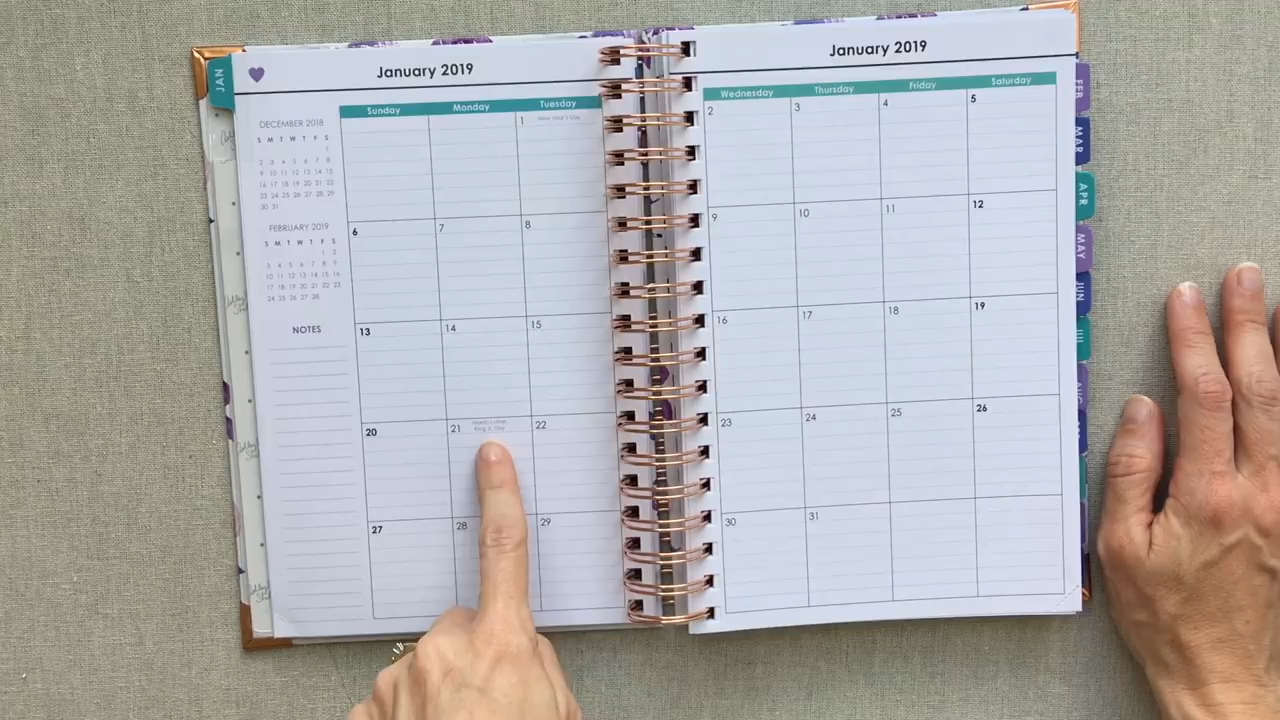 January 2019
January 2019
JAN
Sunday Monday Tuesday
Wednesday Thursday Friday Saturday
1 New Year's Day
2 3 4 5
6 7 8
9 10 11 12
13 14 15
16 17 18 19
20 21 Martin Luther
King Jr. Day 22
23 24 25 26
27 28 29
30 31
DECEMBER 2018
S M T W T F S
1
2 3 4 5 6 7 8
9 10 11 12 13 14 15
16 17 18 19 20 21 22
23 24 25 26 27 28 29
30 31
FEBRUARY 2019
S M T W T F S
1 2
3 4 5 6 7 8 9
10 11 12 13 14 15 16
17 18 19 20 21 22 23
24 25 26 27 28
NOTES
FEB
MAR
APR
MAY
JUN
JUL
AUG